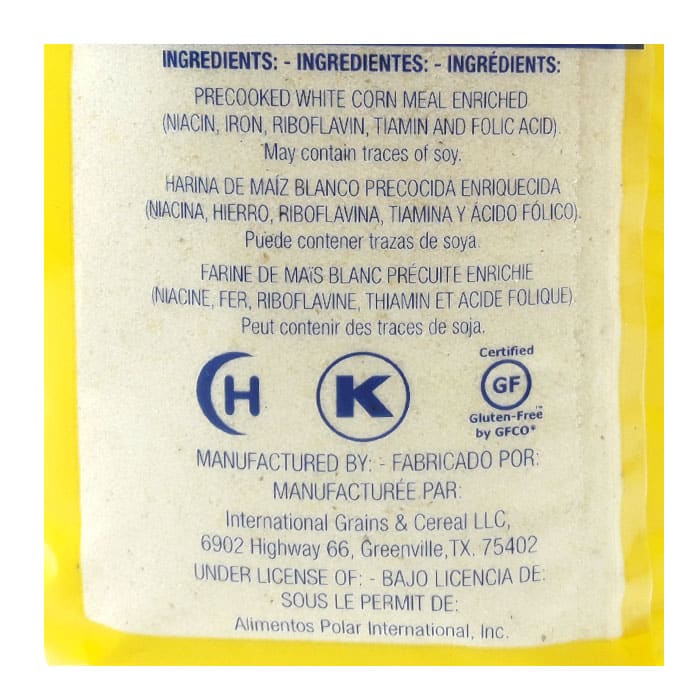 INGREDIENTS: - INGREDIENTES: - INGRÉDIENTS:
PRECOOKED WHITE CORN MEAL ENRICHED
(NIACIN, IRON, RIBOFLAVIN, TIAMIN AND FOLIC ACID).
May contain traces of soy.
HARINA DE MAÍZ BLANCO PRECOCIDA ENRIQUECIDA
(NIACINA, HIERRO, RIBOFLAVINA, TIAMINA Y ÁCIDO FÓLICO).
Puede contener trazas de soya.
FARINE DE MAÏS BLANC PRÉCUITE ENRICHIE
(NIACINE, FER, RIBOFLAVINE, THIAMIN ET ACIDE FOLIQUE).
Peut contenir des traces de soja.
H
K
Certified
GF
Gluten-Free™
by GFCO*
MANUFACTURED BY: - FABRICADO POR:
MANUFACTURÉE PAR:
International Grains & Cereal LLC,
6902 Highway 66, Greenville,TX. 75402
UNDER LICENSE OF: - BAJO LICENCIA DE:
SOUS LE PERMIT DE:
Alimentos Polar International, Inc.